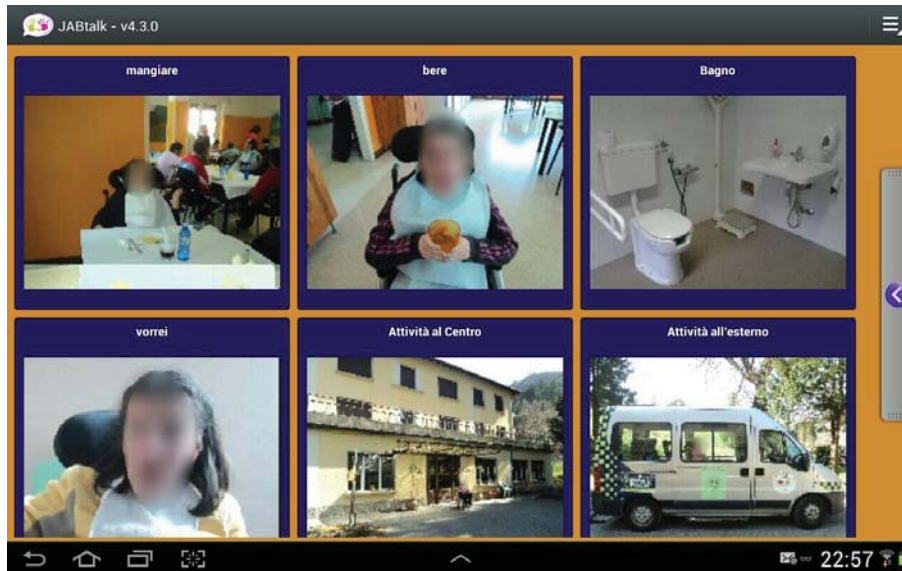 JABtalk - v4.3.0
mangiare
bere
Bagno
vorrei
Attività al Centro
Attività all'esterno
22:57